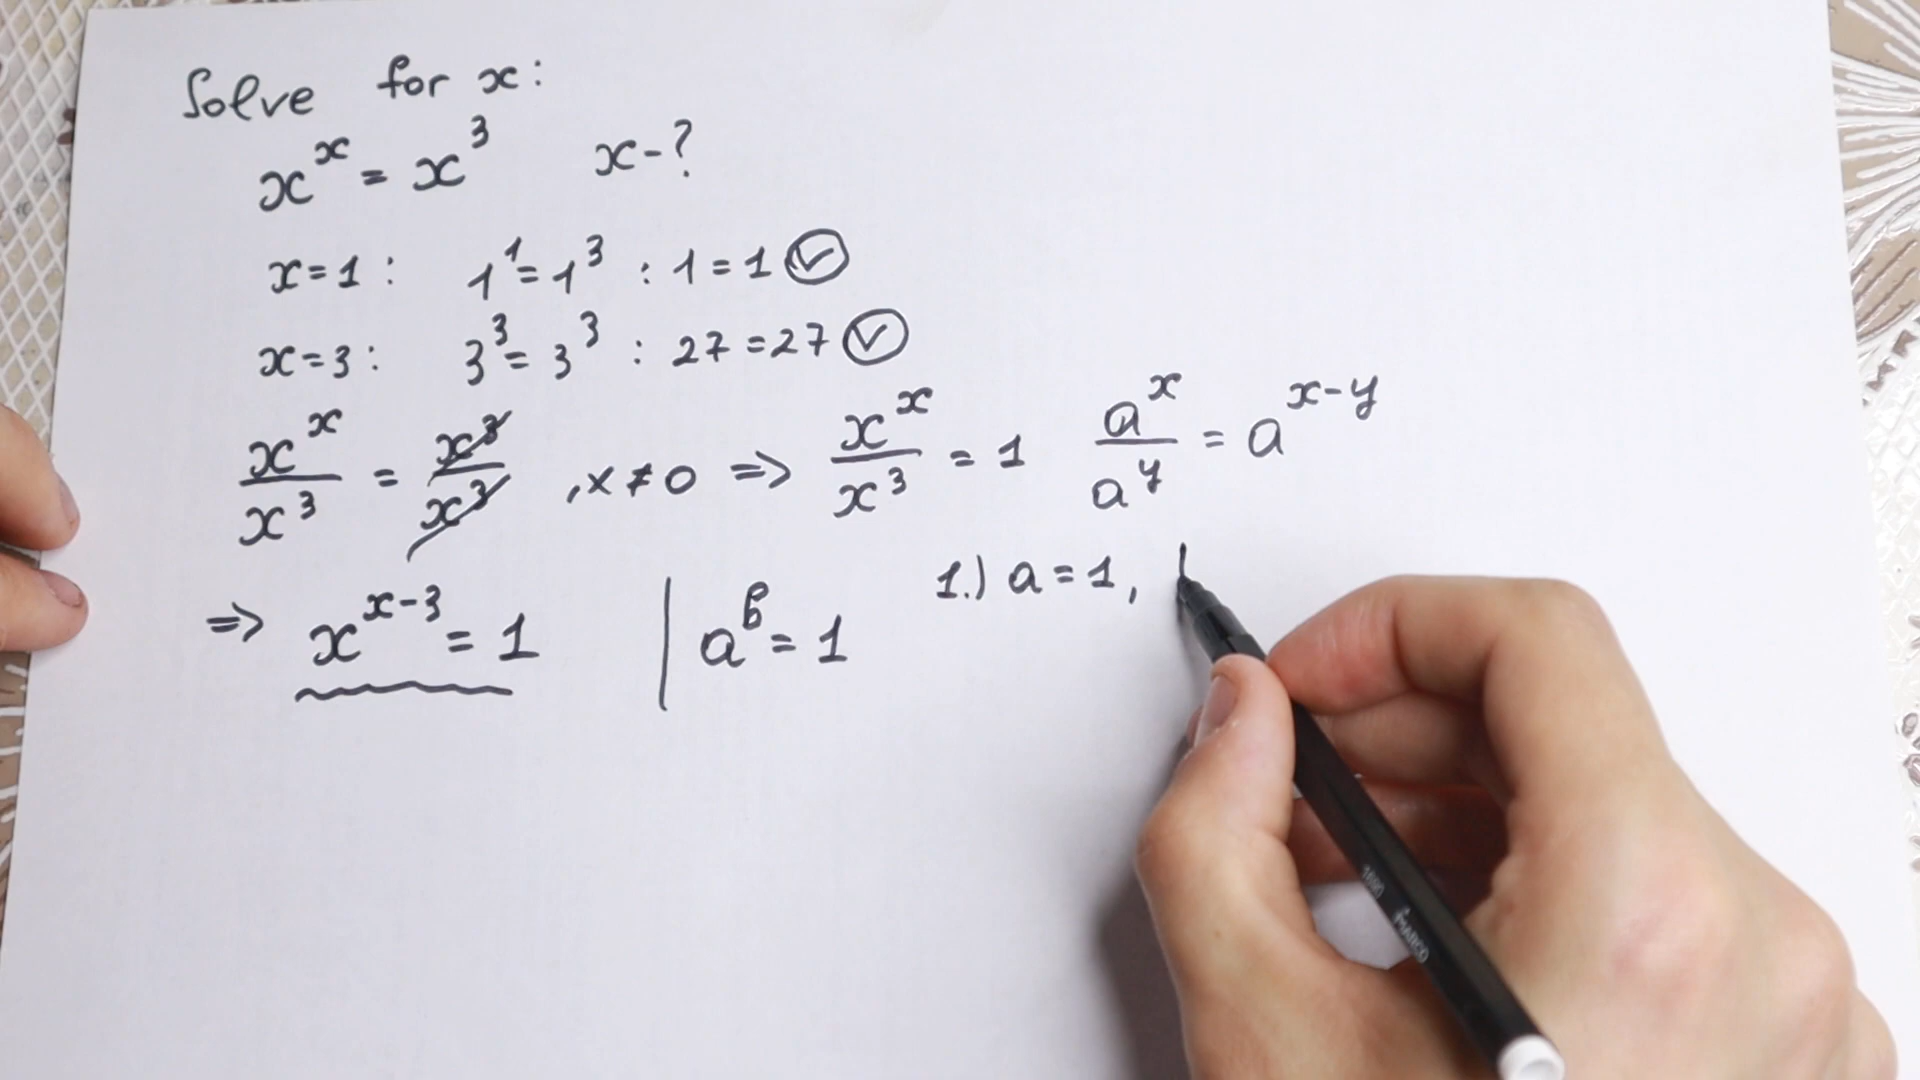 Solve for x:
x^x = x^3 x-?
x=1: 1^1 = 1^3 : 1=1 ✓
x=3: 3^3 = 3^3 : 27=27 ✓
x^x/x^3 = x^3/x^3 , x≠0 => x^x/x^3 = 1 a^x/a^y = a^(x-y)
=> x^(x-3) = 1 | a^b = 1 1.) a=1,
MARCO